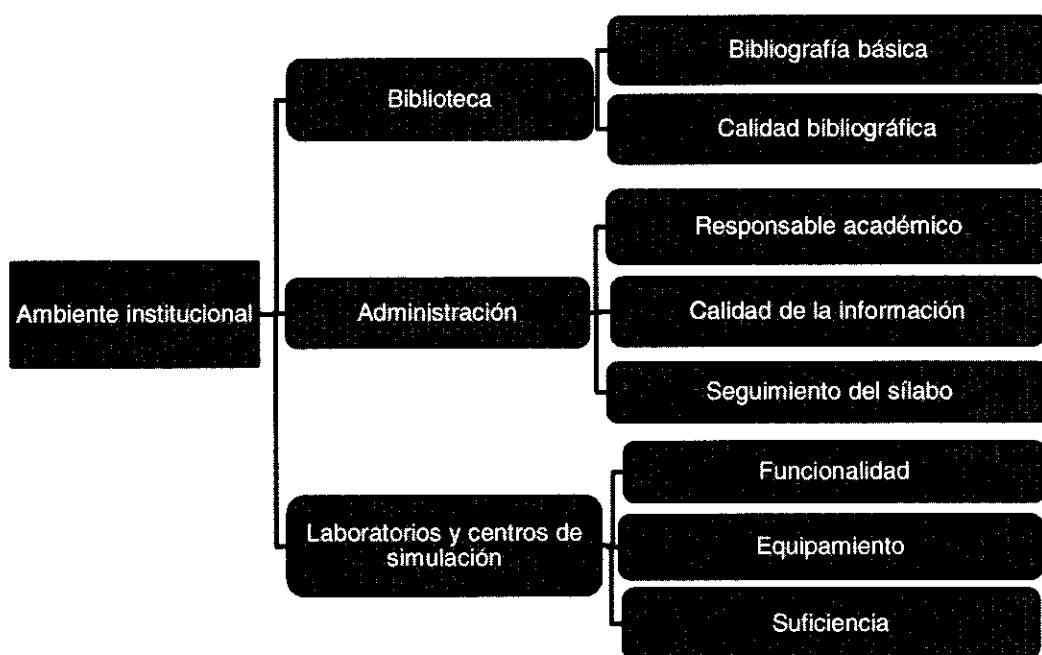 Ambiente institucional
Biblioteca
Bibliografía básica
Calidad bibliográfica
Administración
Responsable académico
Calidad de la información
Seguimiento del sílabo
Laboratorios y centros de
simulación
Funcionalidad
Equipamiento
Suficiencia